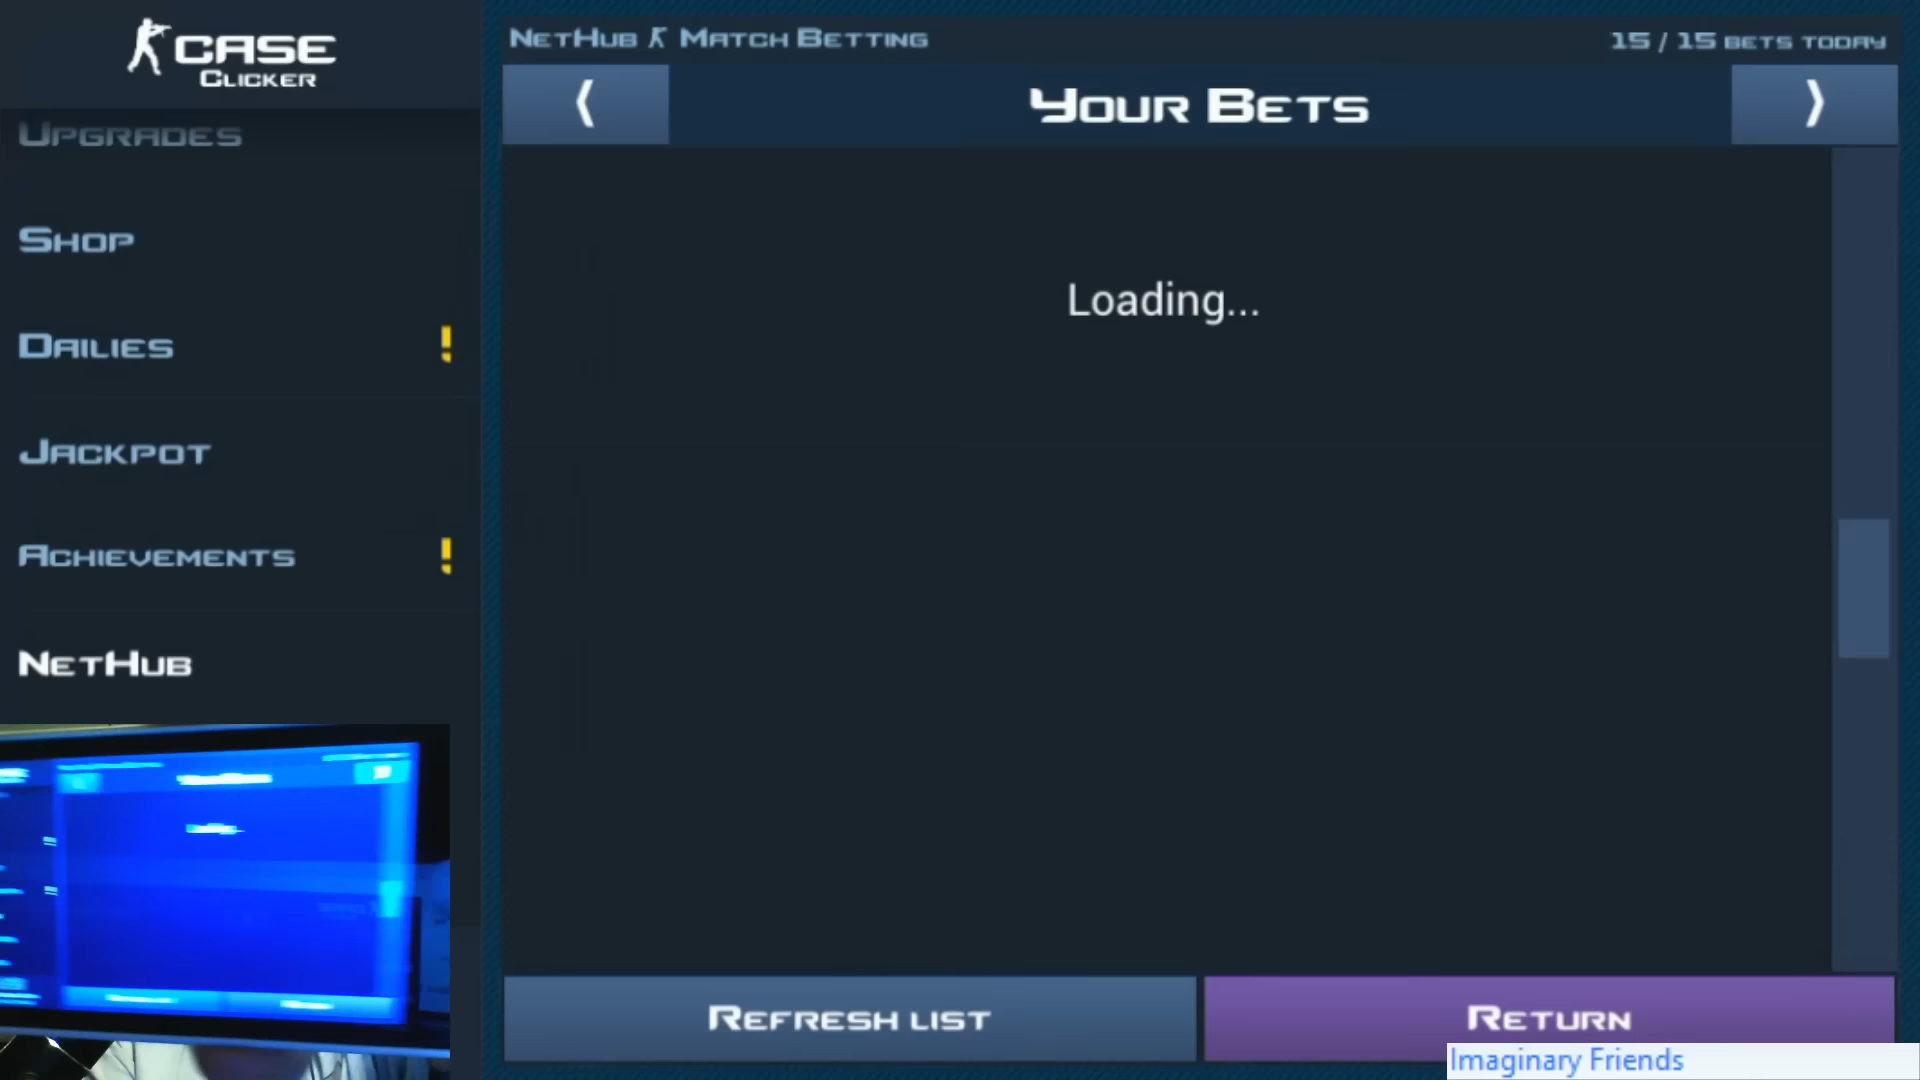 CASE
CLICKER
UPGRADES
SHOP
DAILIES !
JACKPOT
ACHIEVEMENTS !
NETHUB
NETHUB MATCH BETTING
15 / 15 BETS TODAY
⟨ YOUR BETS ⟩
Loading...
REFRESH LIST
RETURN
Imaginary Friends